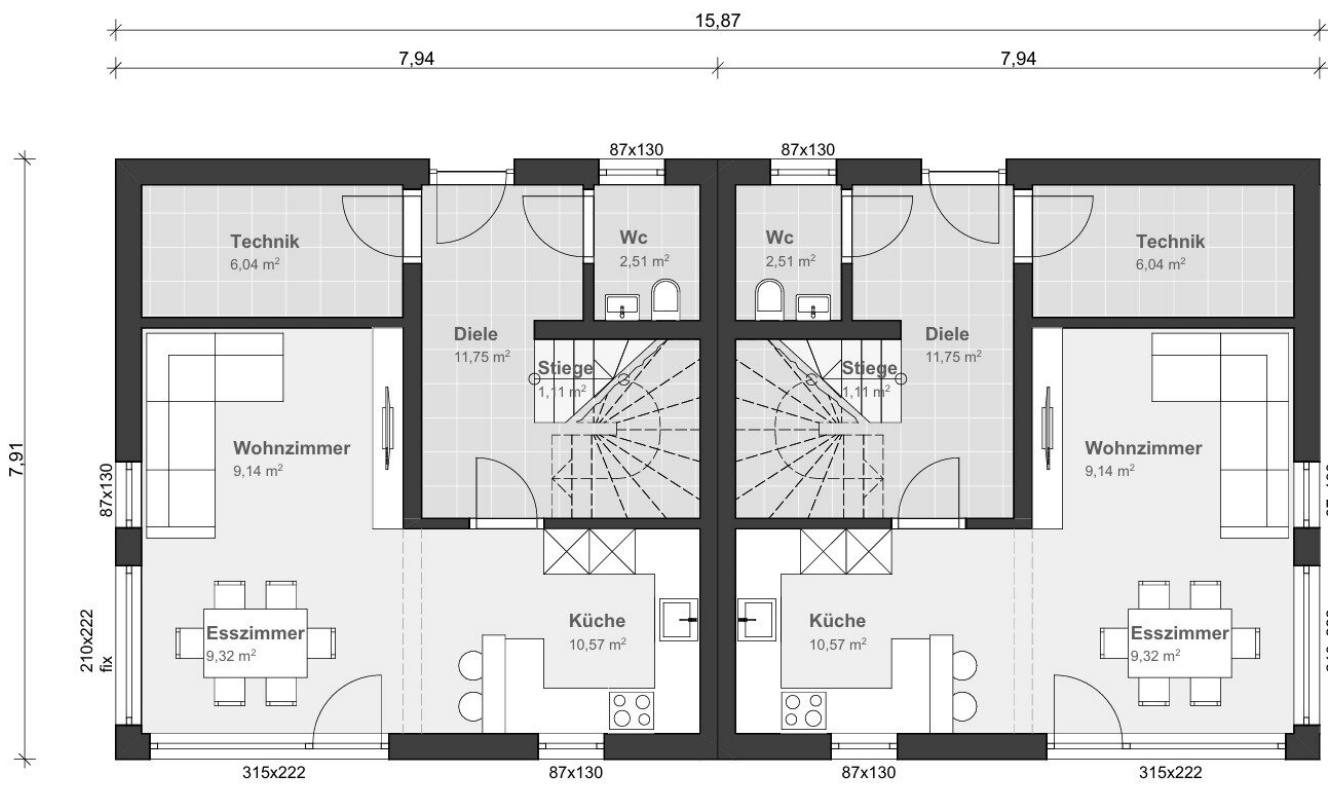 15,87
7,94
7,94
87x130
87x130
Technik
6,04 m²
Wc
2,51 m²
Wc
2,51 m²
Technik
6,04 m²
Diele
11,75 m²
Diele
11,75 m²
Stiege
1,11 m²
Stiege
1,11 m²
7,91
Wohnzimmer
9,14 m²
Wohnzimmer
9,14 m²
87x130
210x222
fix
Esszimmer
9,32 m²
Küche
10,57 m²
Küche
10,57 m²
Esszimmer
9,32 m²
315x222
87x130
87x130
315x222